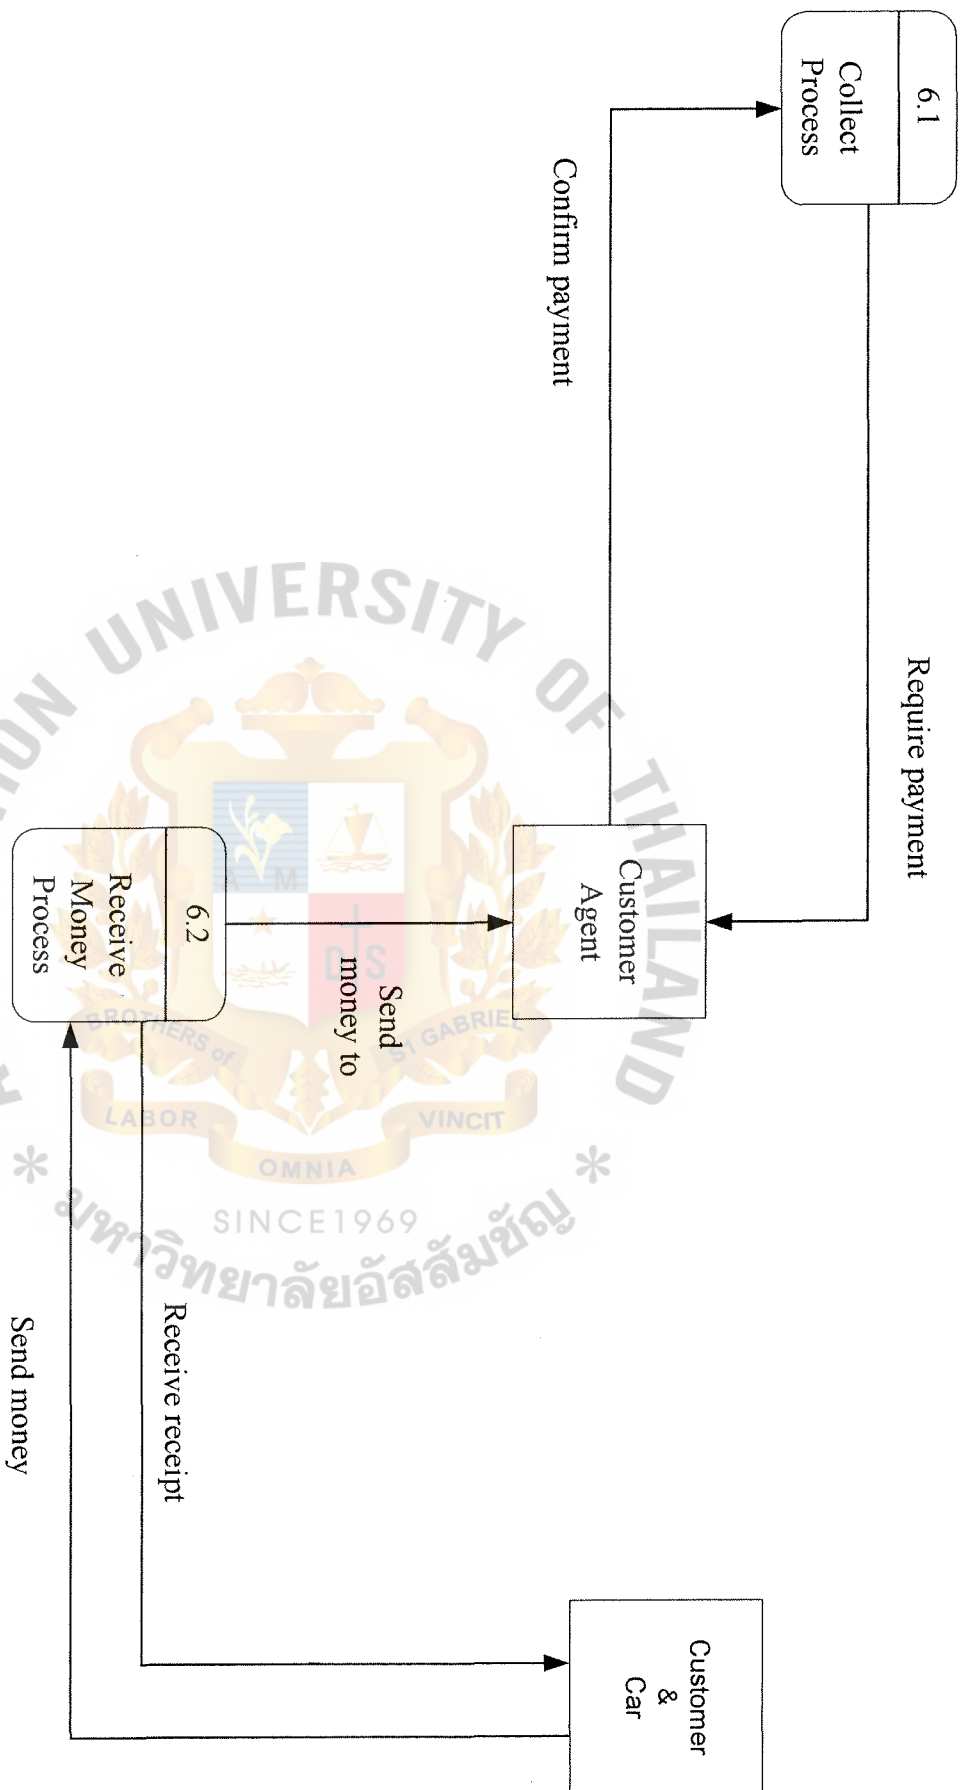 6.1
Collect
Process
Require payment
Confirm payment
Customer
Agent
Send
money to
6.2
Receive
Money
Process
Receive receipt
Send money
Customer
&
Car
UNIVERSITY OF THAILAND
A M
D S
BROTHERS of
ST GABRIEL
LABOR
OMNIA
VINCIT
SINCE1969
* มหาวิทยาลัยอัสสัมชัญ *